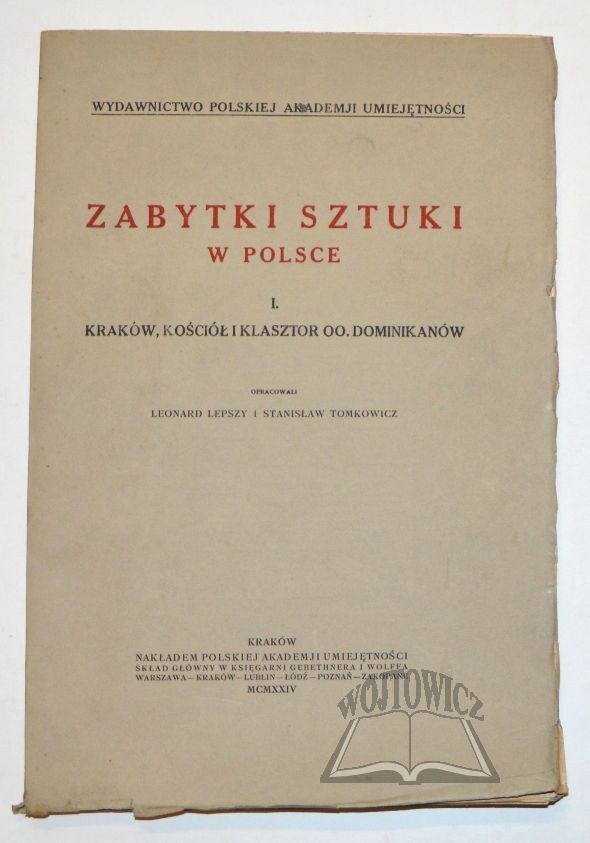 WYDAWNICTWO POLSKIEJ AKADEMJI UMIEJĘTNOŚCI
ZABYTKI SZTUKI
W POLSCE
I.
KRAKÓW, KOŚCIÓŁ I KLASZTOR OO. DOMINIKANÓW
OPRACOWALI
LEONARD LEPSZY I STANISŁAW TOMKOWICZ
KRAKÓW
NAKŁADEM POLSKIEJ AKADEMJI UMIEJĘTNOŚCI
SKŁAD GŁÓWNY W KSIĘGARNI GEBETHNERA I WOLFFA
WARSZAWA—KRAKÓW—LUBLIN—ŁÓDŹ—POZNAŃ—ZAKOPANE
MCMXXIV
WÓJTOWICZ